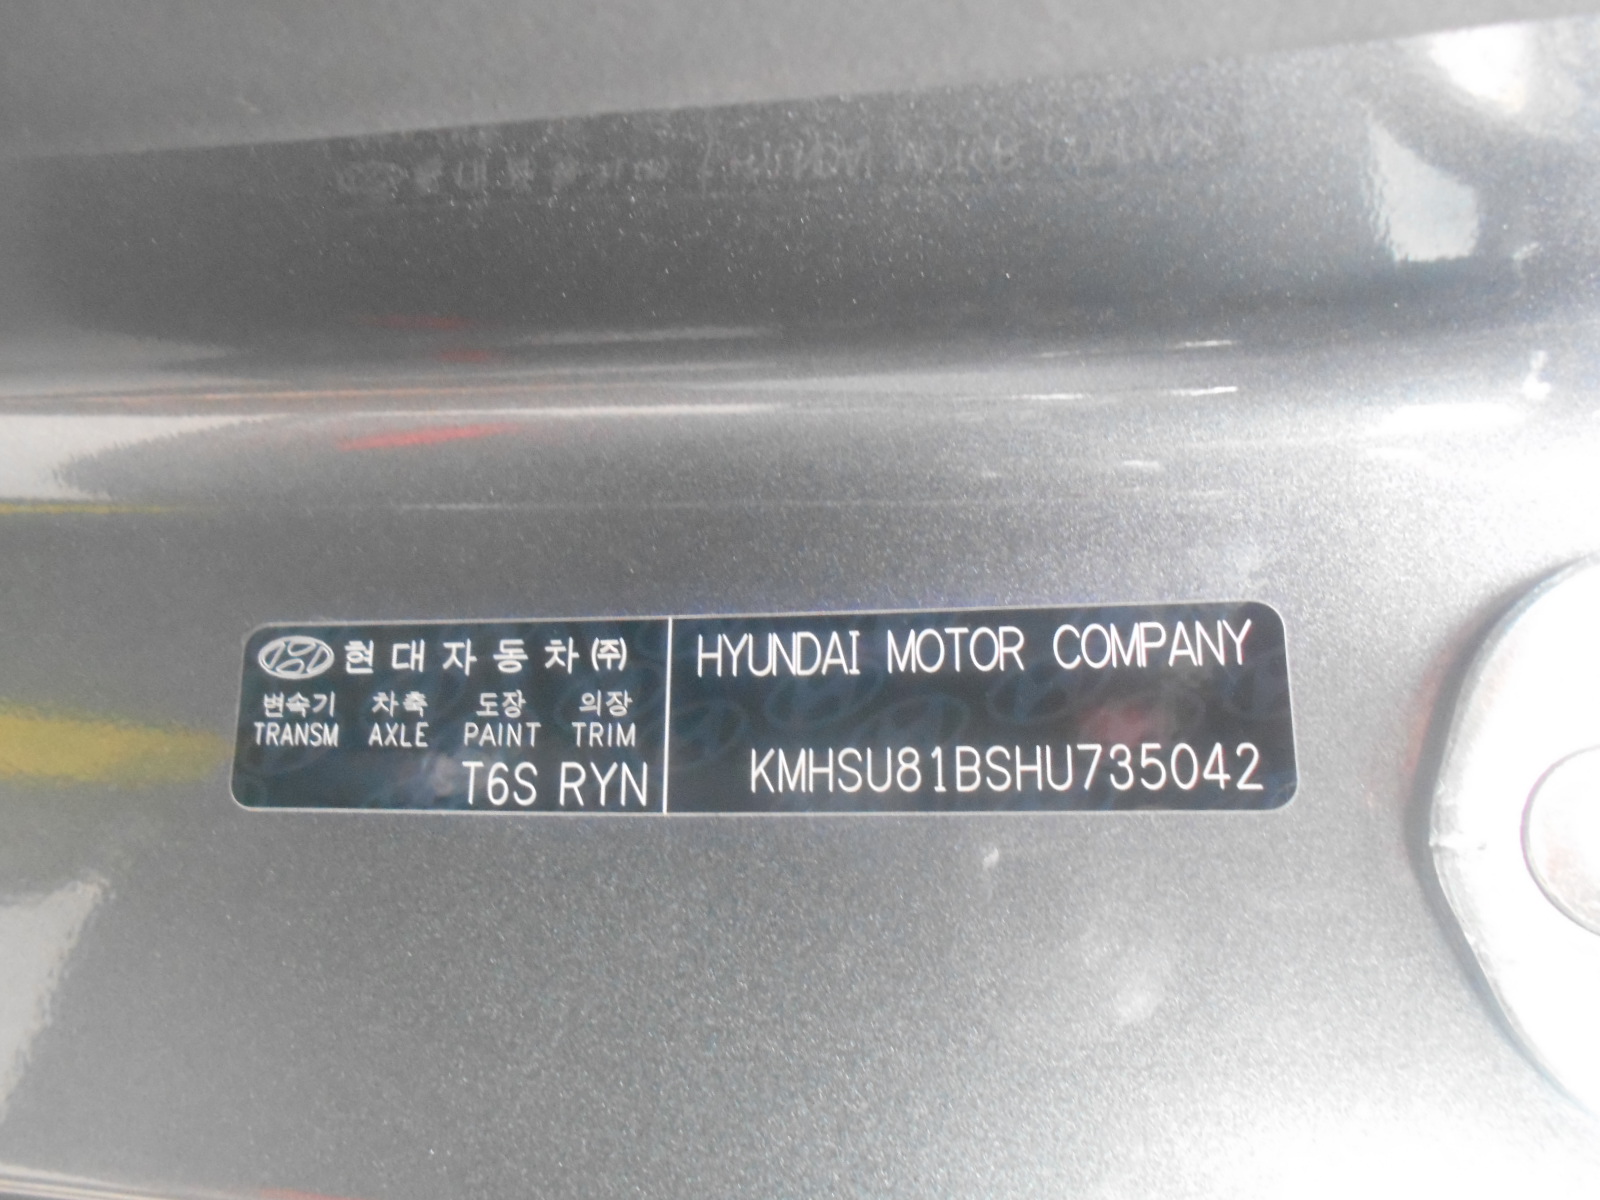 현대자동차㈜
변속기 차축 도장 의장
TRANSM AXLE PAINT TRIM
T6S RYN
HYUNDAI MOTOR COMPANY
KMHSU81BSHU735042